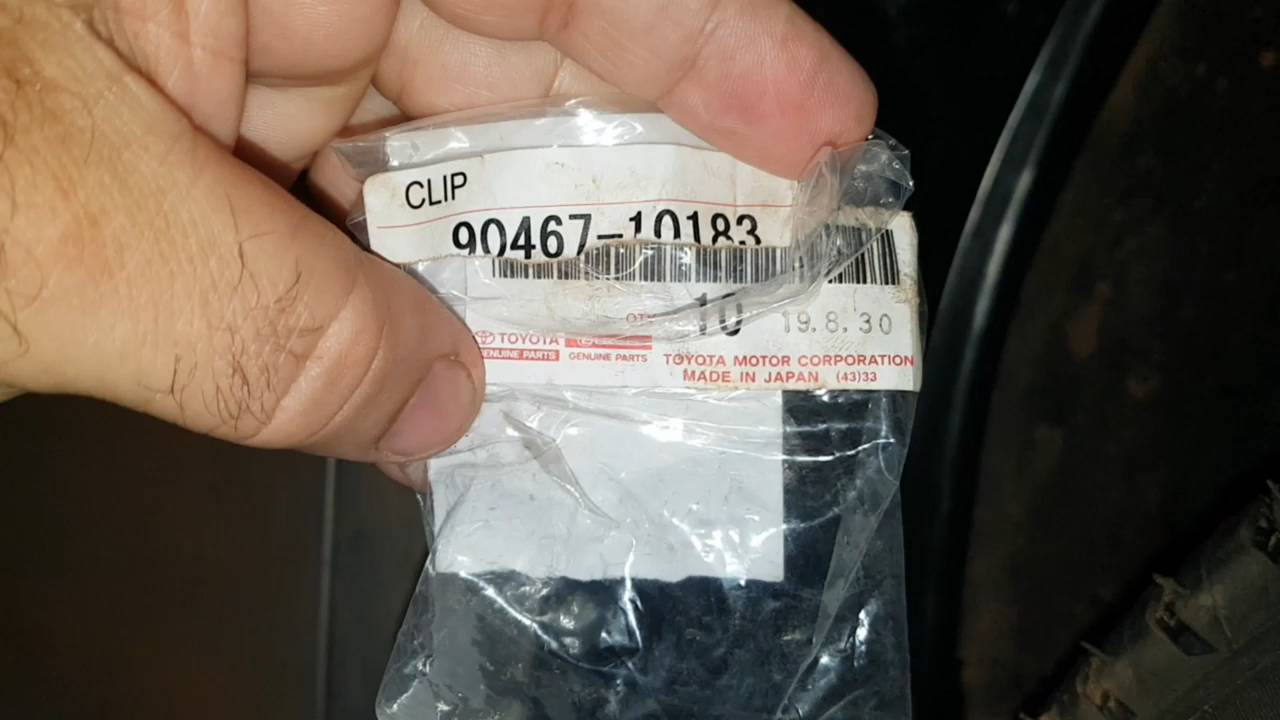 CLIP
90467-10183
QTY 10 19.8.30
TOYOTA
GENUINE PARTS GENUINE PARTS
TOYOTA MOTOR CORPORATION
MADE IN JAPAN (43)33